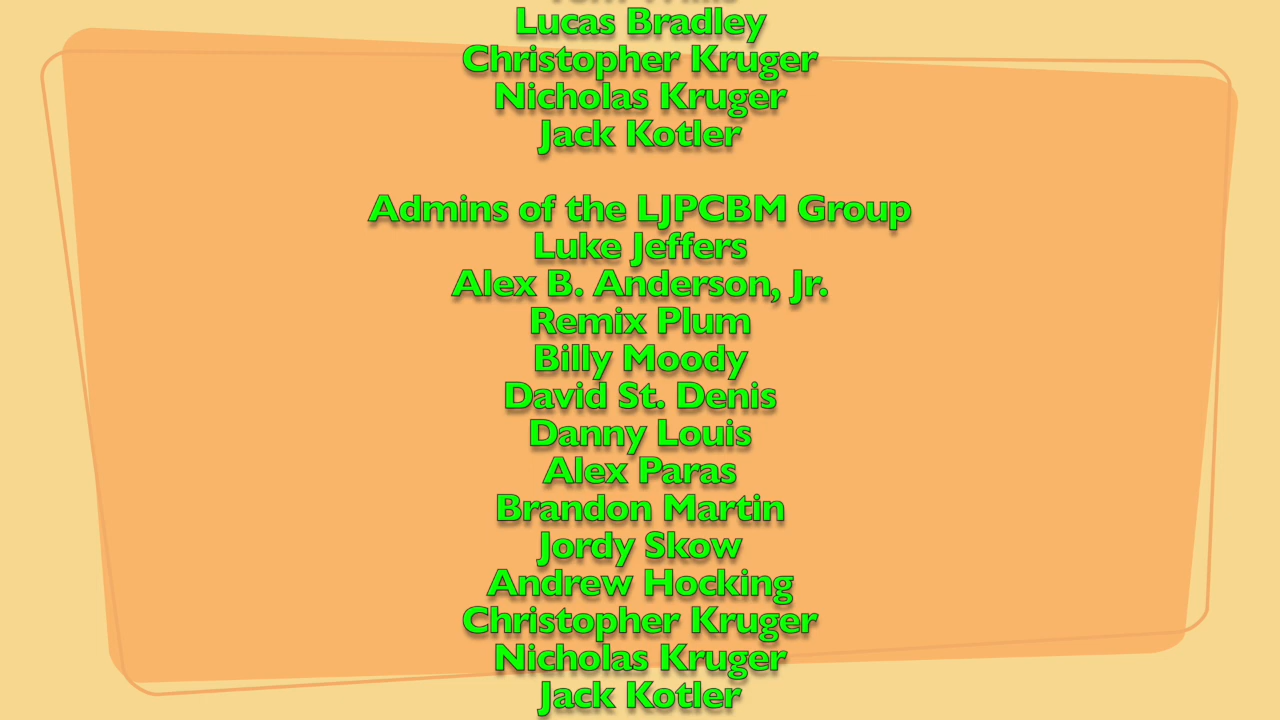 Lucas Bradley
Christopher Kruger
Nicholas Kruger
Jack Kotler
Admins of the LJPCBM Group
Luke Jeffers
Alex B. Anderson, Jr.
Remix Plum
Billy Moody
David St. Denis
Danny Louis
Alex Paras
Brandon Martin
Jordy Skow
Andrew Hocking
Christopher Kruger
Nicholas Kruger
Jack Kotler